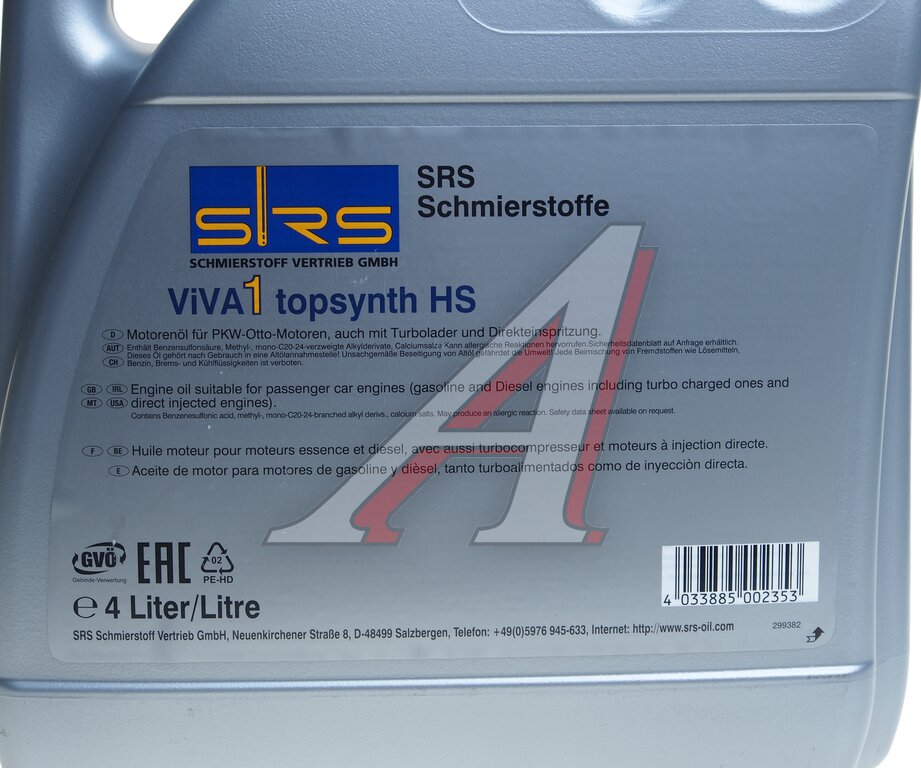 SRS
SCHMIERSTOFF VERTRIEB GMBH
SRS
Schmierstoffe
ViVA1 topsynth HS
D Motorenöl für PKW-Otto-Motoren, auch mit Turbolader und Direkteinspritzung.
AUT Enthält Benzensulfonsäure, Methyl-, mono-C20-24-verzweigte Alkylderivate, Calciumsalze Kann allergische Reaktionen hervorrufen. Sicherheitsdatenblatt auf Anfrage erhältlich.
Dieses Öl gehört nach Gebrauch in eine Altölannahmestelle! Unsachgemäße Beseitigung von Altöl gefährdet die Umwelt! Jede Beimischung von Fremdstoffen wie Lösemitteln,
CH Benzin, Brems- und Kühlflüssigkeiten ist verboten.
GB IRL Engine oil suitable for passenger car engines (gasoline and Diesel engines including turbo charged ones and
MT USA direct injected engines).
Contains Benzenesulfonic acid, methyl-, mono-C20-24-branched alkyl derivs., calcium salts. May produce an allergic reaction. Safety data sheet available on request.
F BE Huile moteur pour moteurs essence et diesel, avec aussi turbocompresseur et moteurs à injection directe.
E Aceite de motor para motores de gasoline y dièsel, tanto turboalimentados como de inyecciòn directa.
GVÖ
Gebinde-Verwertung
EAC
02
PE-HD
4 033885 002353
℮ 4 Liter/Litre
SRS Schmierstoff Vertrieb GmbH, Neuenkirchener Straße 8, D-48499 Salzbergen, Telefon: +49(0)5976 945-633, Internet: http://www.srs-oil.com
299382